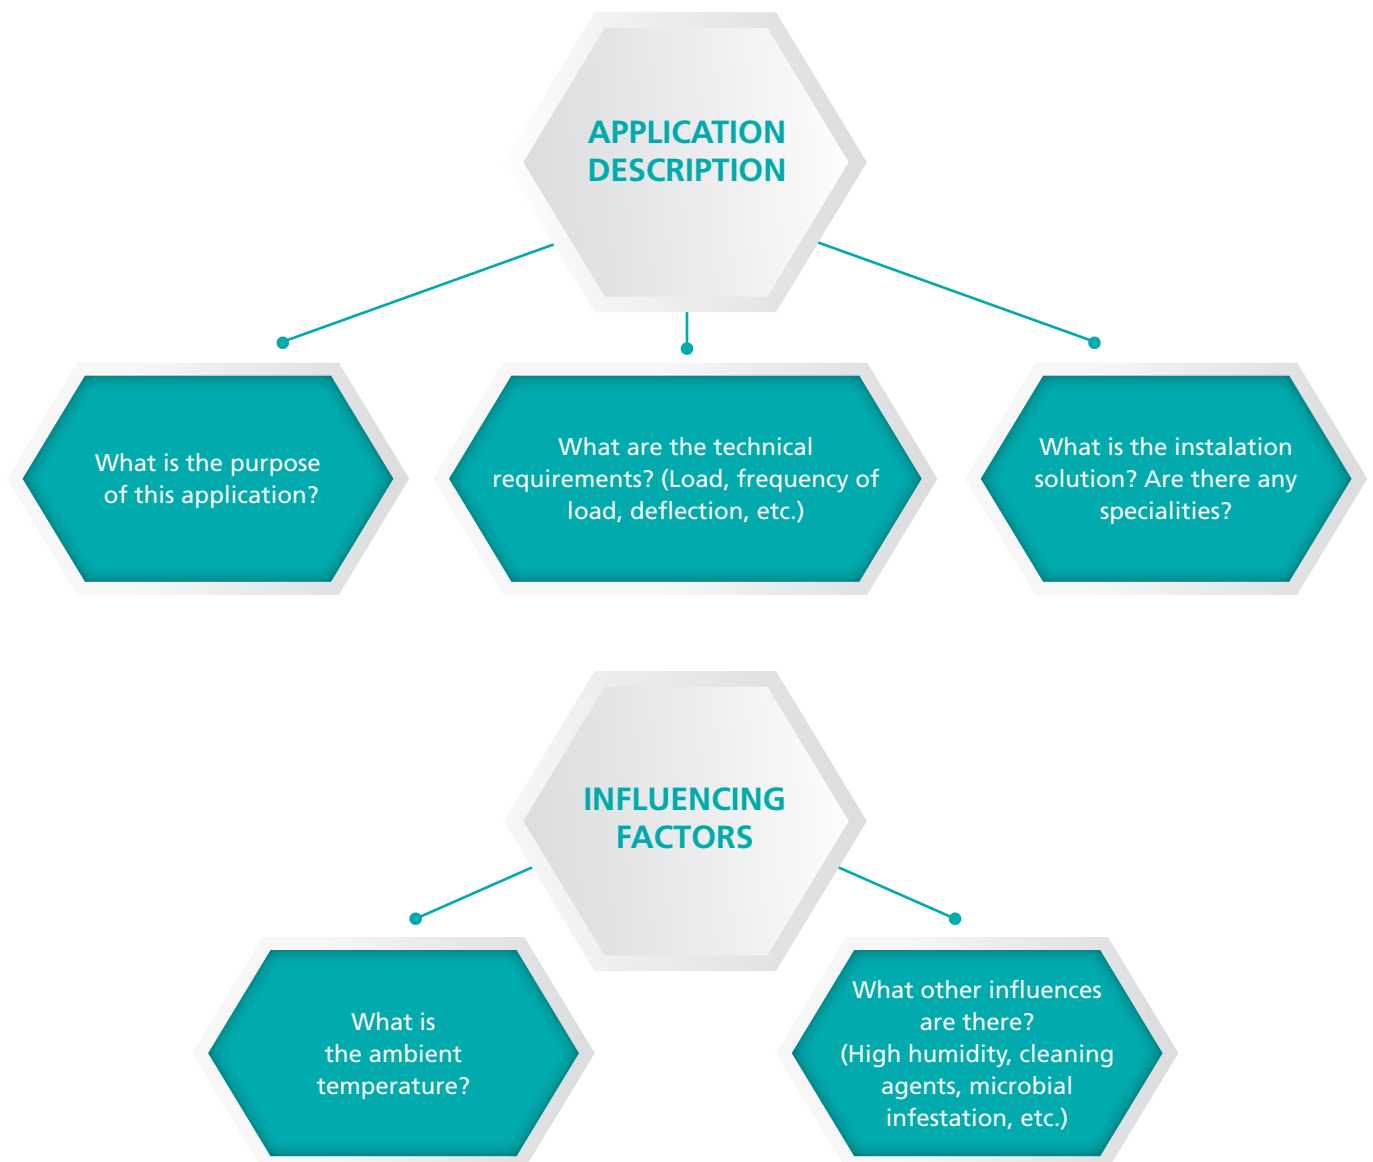 APPLICATION
DESCRIPTION
What is the purpose
of this application?
What are the technical
requirements? (Load, frequency of
load, deflection, etc.)
What is the instalation
solution? Are there any
specialities?
INFLUENCING
FACTORS
What is
the ambient
temperature?
What other influences
are there?
(High humidity, cleaning
agents, microbial
infestation, etc.)